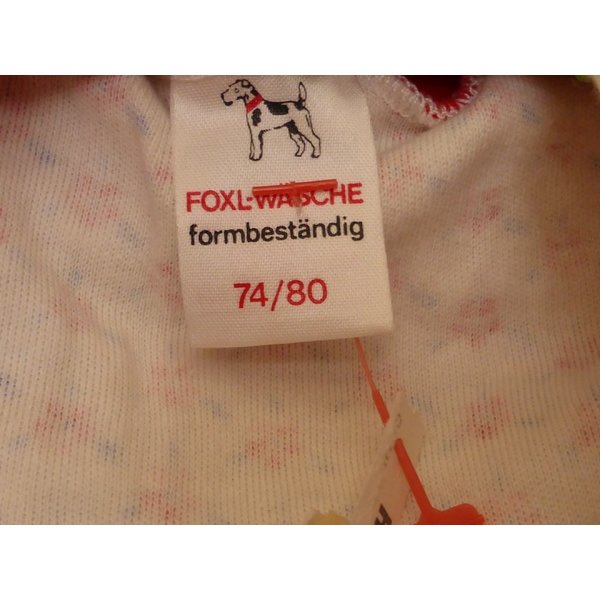 FOXL-WÄSCHE
formbeständig
74/80